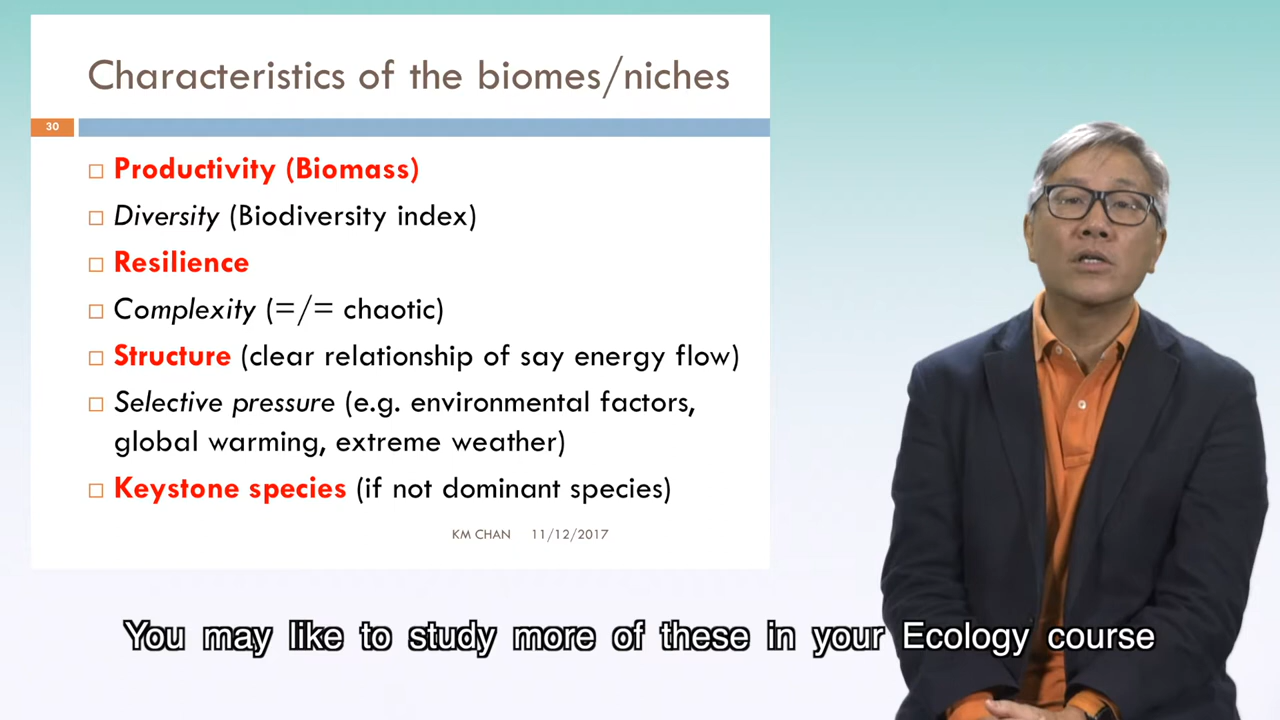 Characteristics of the biomes/niches
30
Productivity (Biomass)
Diversity (Biodiversity index)
Resilience
Complexity (=/= chaotic)
Structure (clear relationship of say energy flow)
Selective pressure (e.g. environmental factors,
global warming, extreme weather)
Keystone species (if not dominant species)
KM CHAN 11/12/2017
You may like to study more of these in your Ecology course